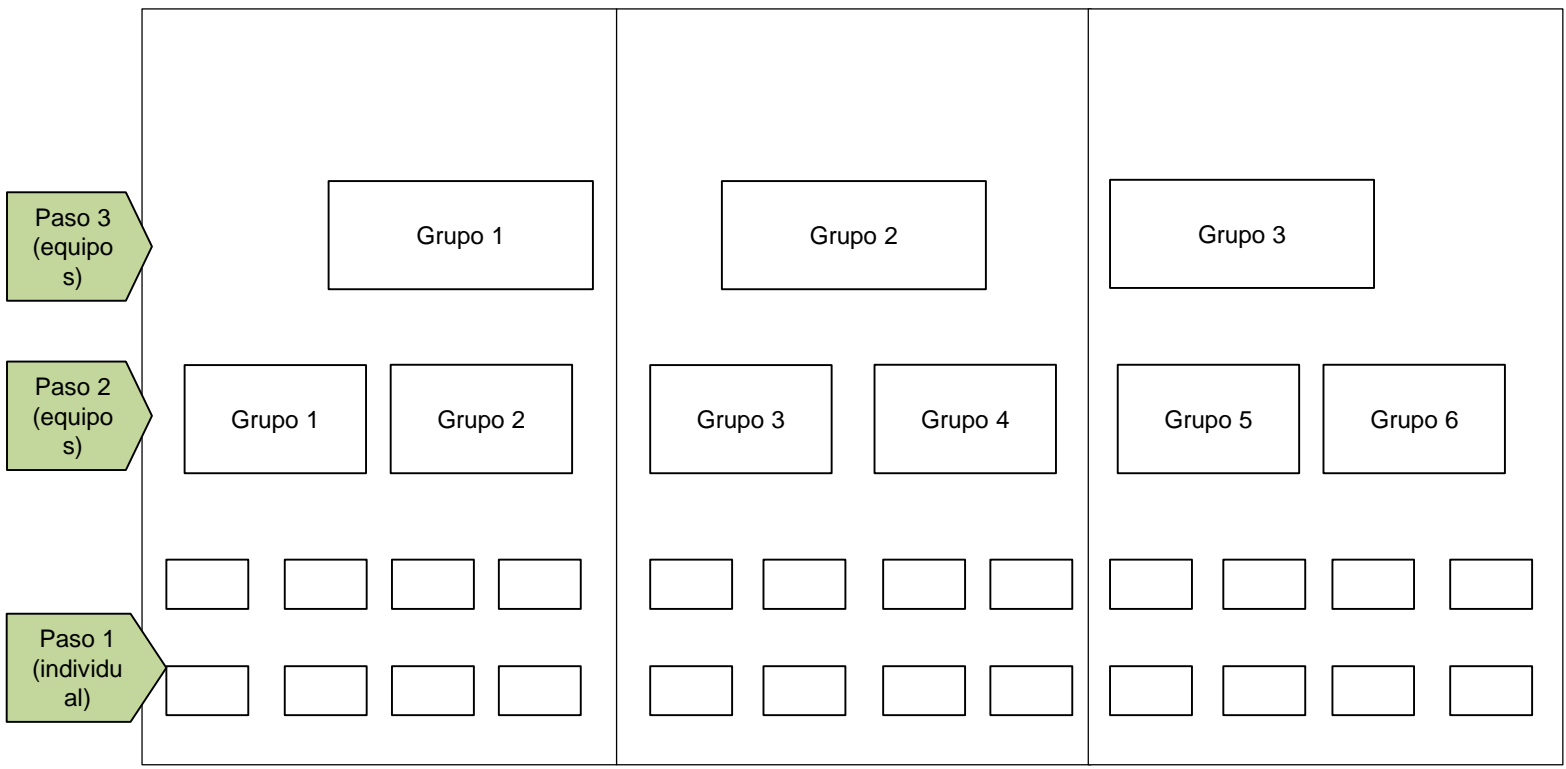 Paso 3
(equipo
s)
Grupo 1
Grupo 2
Grupo 3
Paso 2
(equipo
s)
Grupo 1
Grupo 2
Grupo 3
Grupo 4
Grupo 5
Grupo 6
Paso 1
(individu
al)